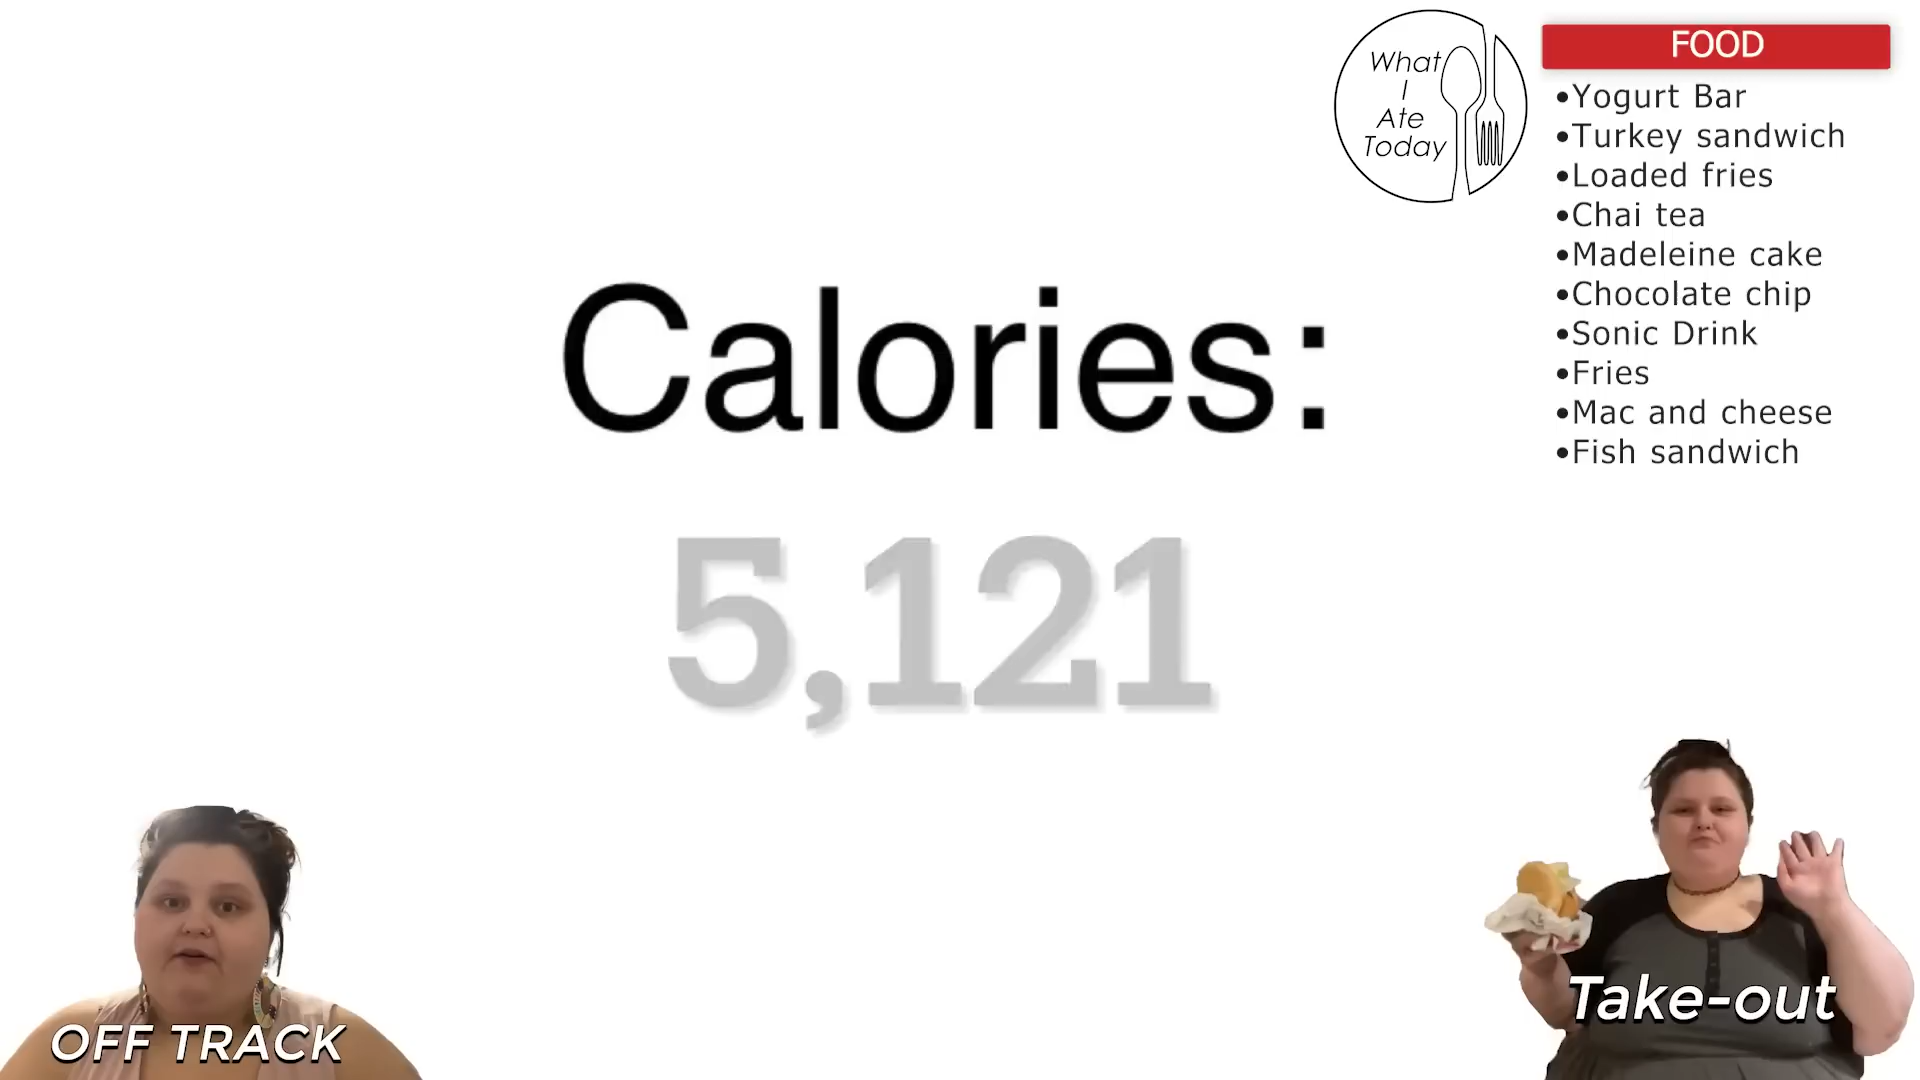 What
I
Ate
Today
FOOD
•Yogurt Bar
•Turkey sandwich
•Loaded fries
•Chai tea
•Madeleine cake
•Chocolate chip
•Sonic Drink
•Fries
•Mac and cheese
•Fish sandwich
Calories:
5,121
OFF TRACK
Take-out